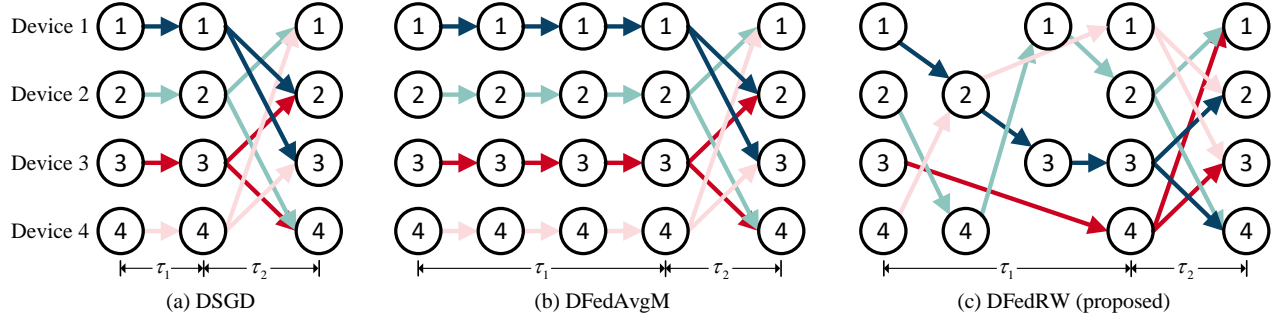 Device 1 1 1 1 1 1 1 1 1 1 1 1 1
Device 2 2 2 2 2 2 2 2 2 2 2 2 2
Device 3 3 3 3 3 3 3 3 3 3 3 3 3
Device 4 4 4 4 4 4 4 4 4 4 4 4 4
τ₁ τ₂ τ₁ τ₂ τ₁ τ₂
(a) DSGD (b) DFedAvgM (c) DFedRW (proposed)